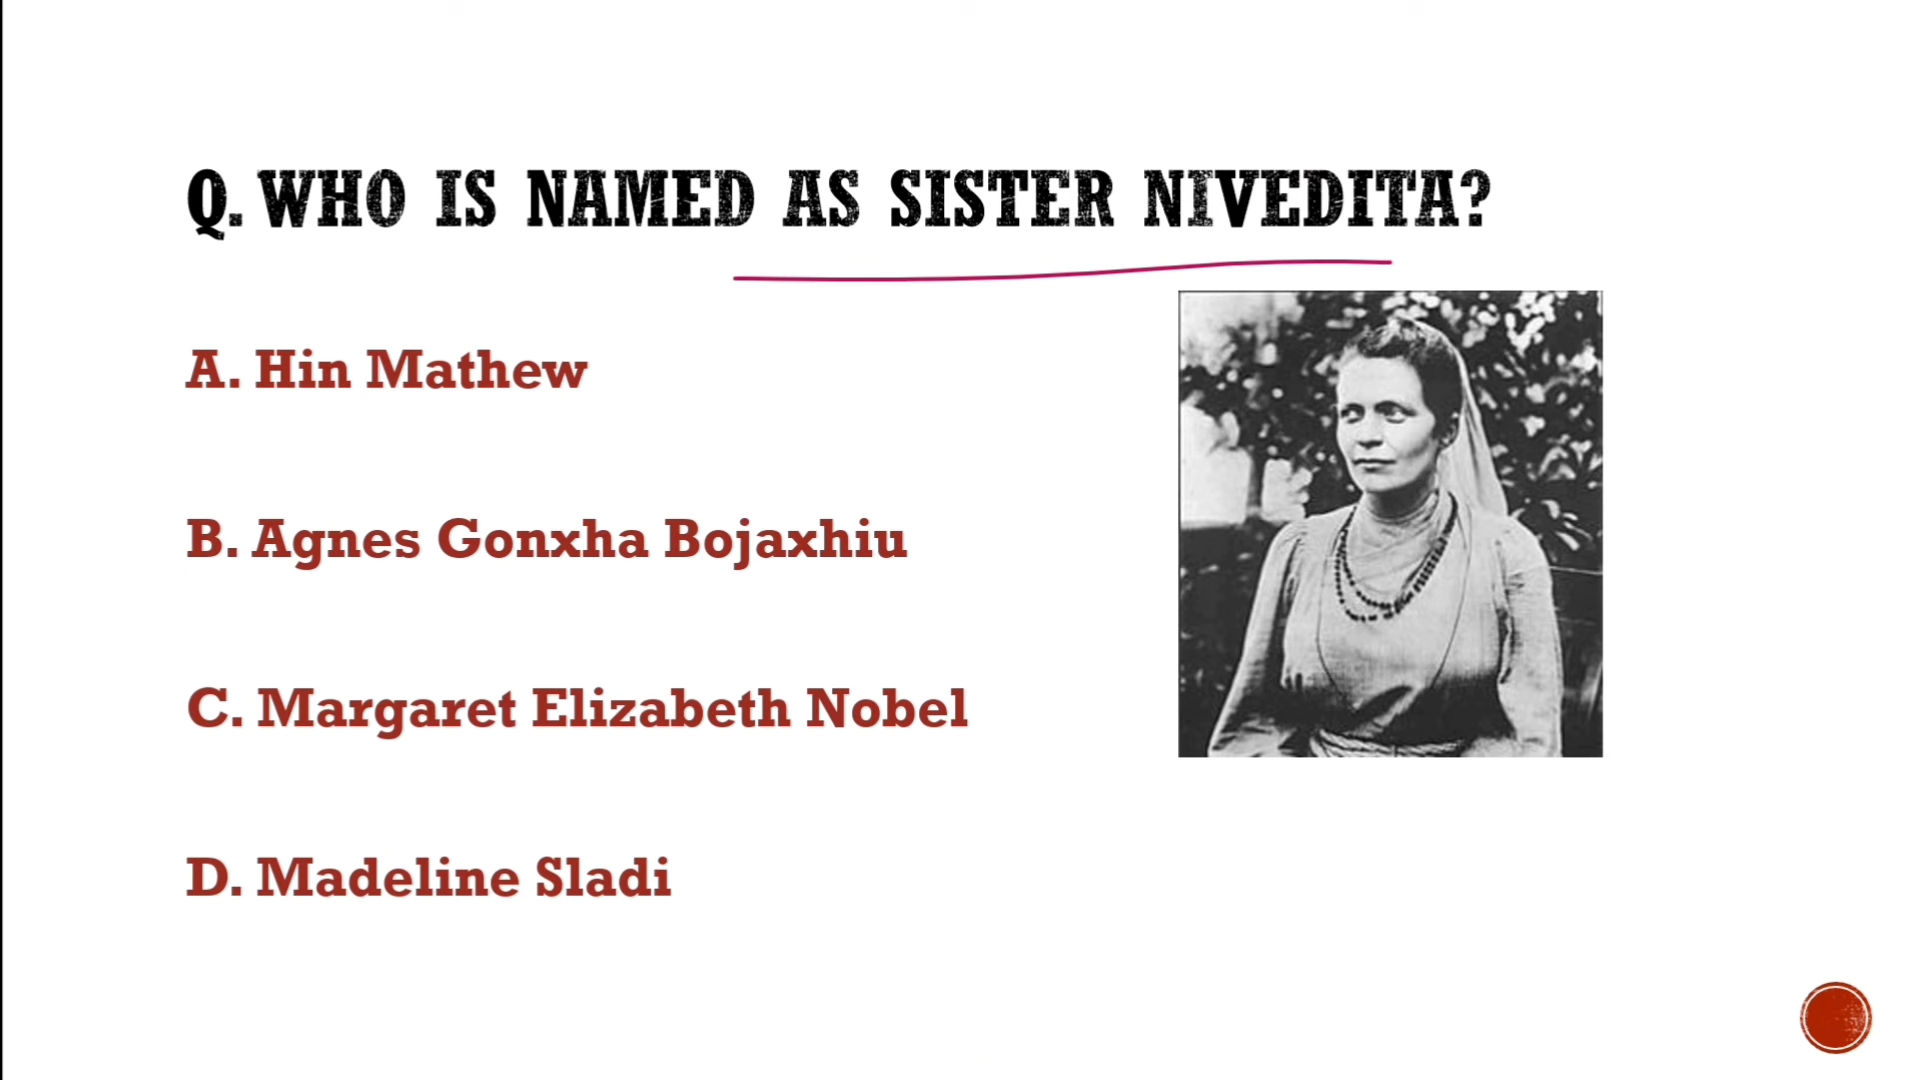 Q. WHO IS NAMED AS SISTER NIVEDITA?
A. Hin Mathew
B. Agnes Gonxha Bojaxhiu
C. Margaret Elizabeth Nobel
D. Madeline Sladi